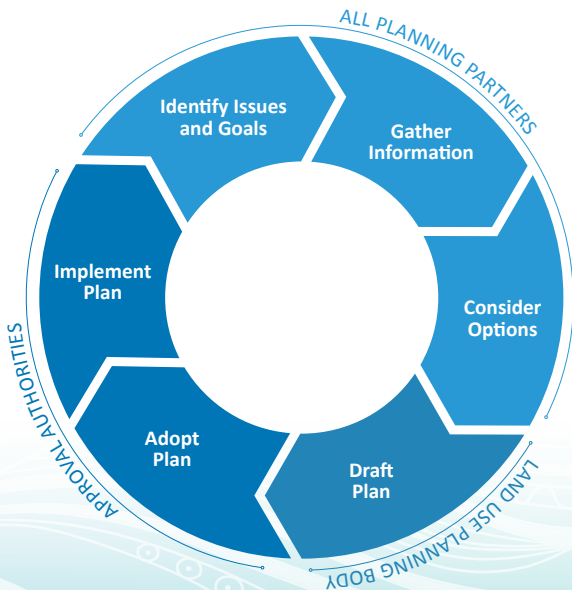 ALL PLANNING PARTNERS
Identify Issues
and Goals
Gather
Information
Implement
Plan
Consider
Options
APPROVAL AUTHORITIES
Adopt
Plan
Draft
Plan
LAND USE PLANNING BODY